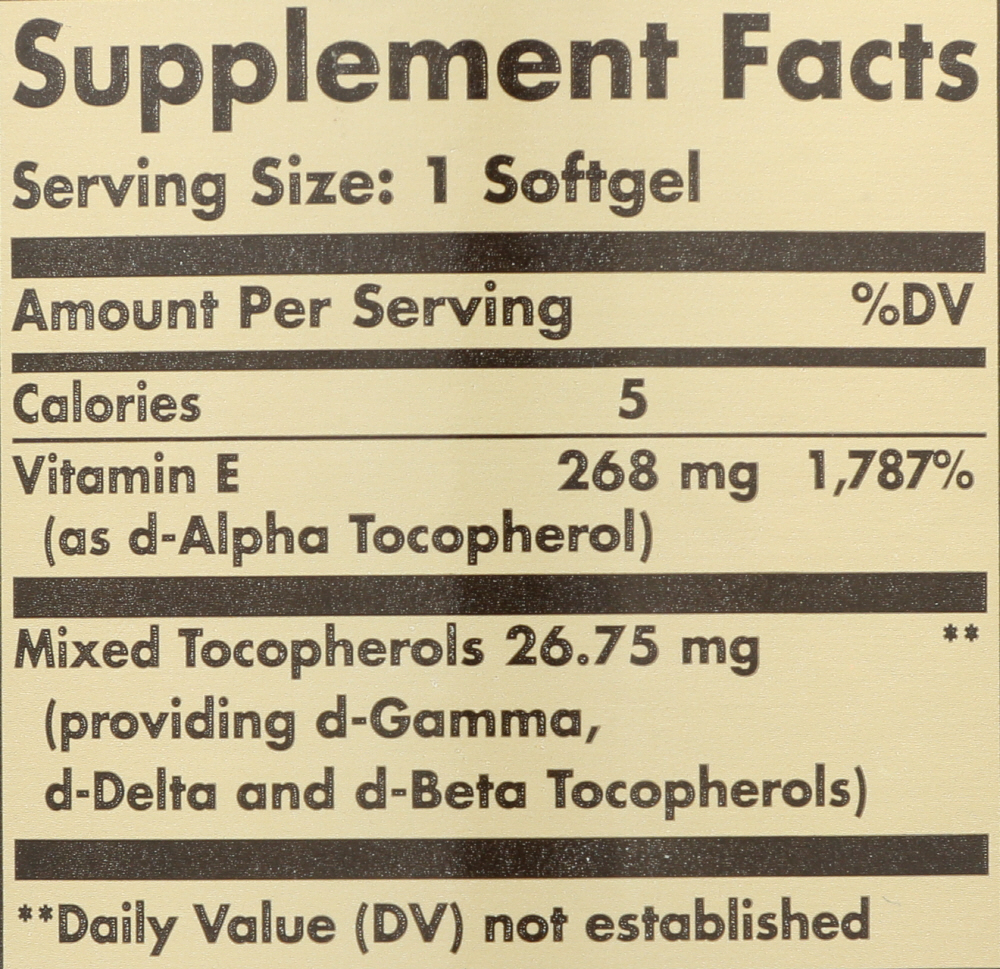 Supplement Facts
Serving Size: 1 Softgel
Amount Per Serving %DV
Calories 5
Vitamin E 268 mg 1,787%
(as d-Alpha Tocopherol)
Mixed Tocopherols 26.75 mg **
(providing d-Gamma,
d-Delta and d-Beta Tocopherols)
**Daily Value (DV) not established